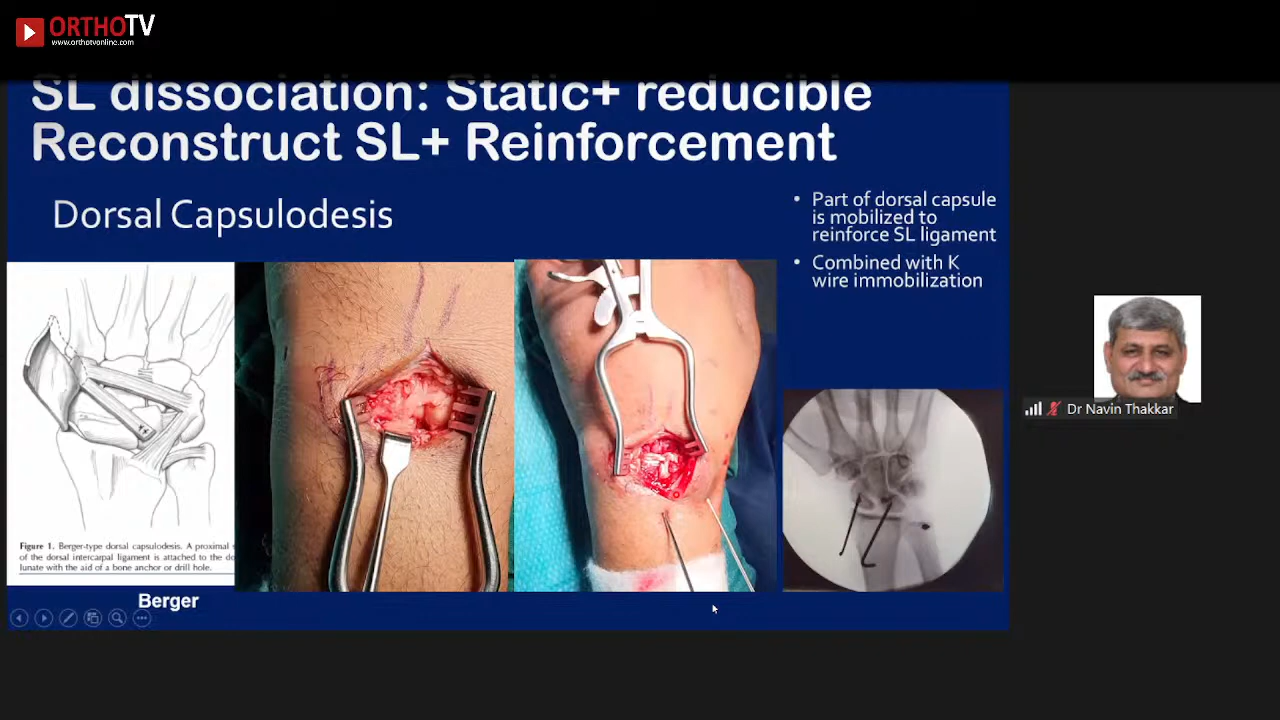 ORTHOTV
www.orthotvonline.com
SL dissociation: Static+ reducible
Reconstruct SL+ Reinforcement
Dorsal Capsulodesis
• Part of dorsal capsule
is mobilized to
reinforce SL ligament
• Combined with K
wire immobilization
Figure 1. Berger-type dorsal capsulodesis. A proximal
of the dorsal intercarpal ligament is attached to the
lunate with the aid of a bone anchor or drill hole.
Berger
Dr Navin Thakkar